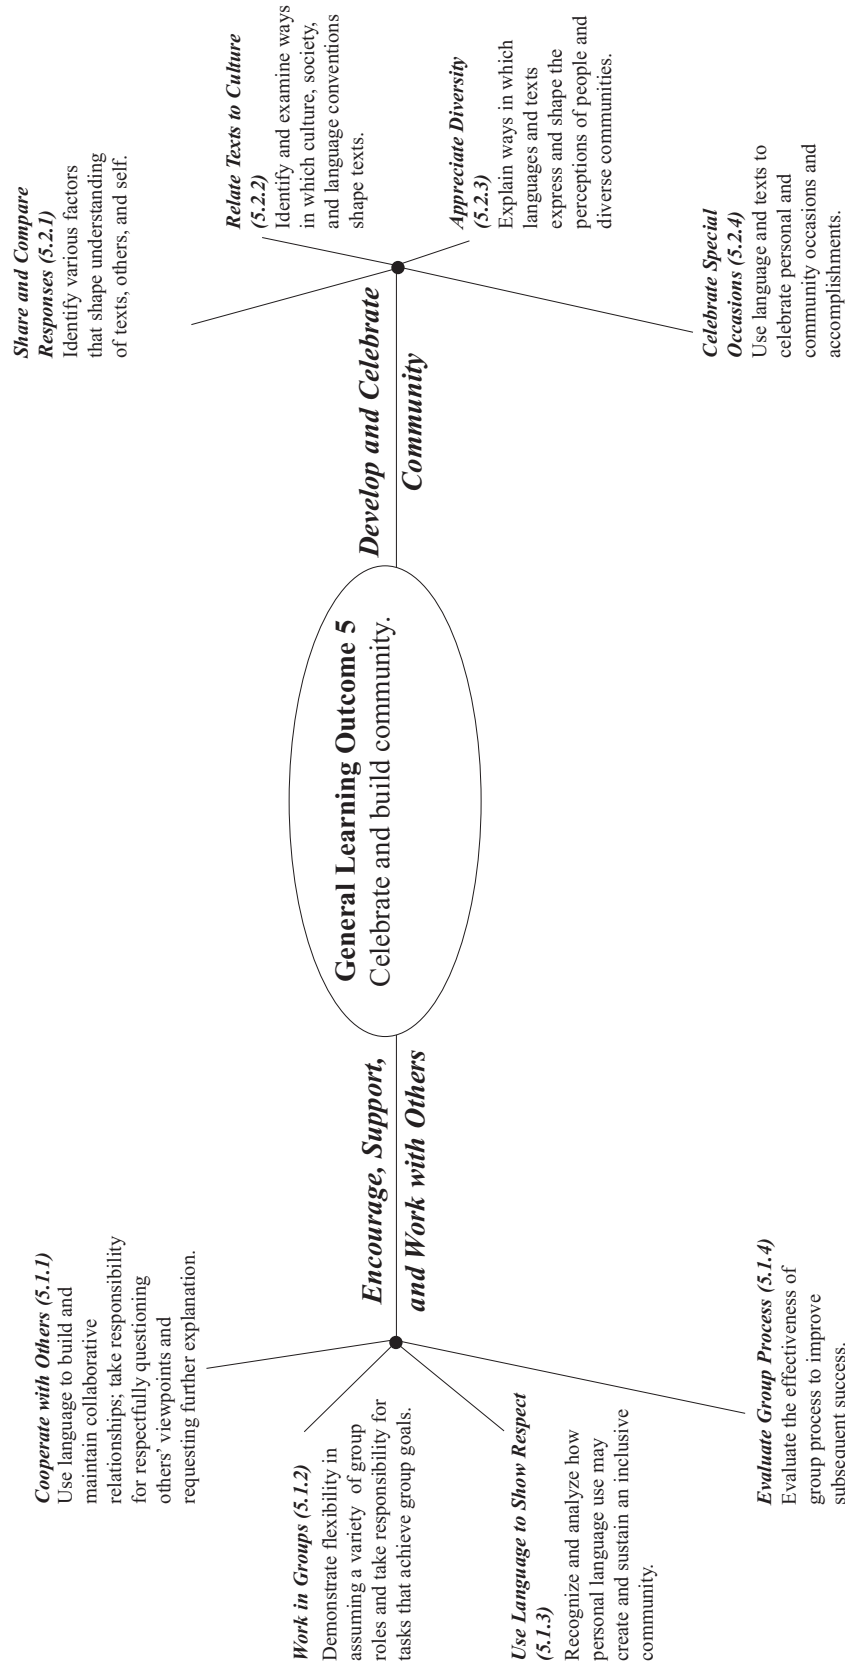 General Learning Outcome 5
Celebrate and build community.
Encourage, Support,
and Work with Others
Cooperate with Others (5.1.1)
Use language to build and
maintain collaborative
relationships; take responsibility
for respectfully questioning
others’ viewpoints and
requesting further explanation.
Work in Groups (5.1.2)
Demonstrate flexibility in
assuming a variety of group
roles and take responsibility for
tasks that achieve group goals.
Use Language to Show Respect
(5.1.3)
Recognize and analyze how
personal language use may
create and sustain an inclusive
community.
Evaluate Group Process (5.1.4)
Evaluate the effectiveness of
group process to improve
subsequent success.
Develop and Celebrate
Community
Share and Compare
Responses (5.2.1)
Identify various factors
that shape understanding
of texts, others, and self.
Relate Texts to Culture
(5.2.2)
Identify and examine ways
in which culture, society,
and language conventions
shape texts.
Appreciate Diversity
(5.2.3)
Explain ways in which
languages and texts
express and shape the
perceptions of people and
diverse communities.
Celebrate Special
Occasions (5.2.4)
Use language and texts to
celebrate personal and
community occasions and
accomplishments.